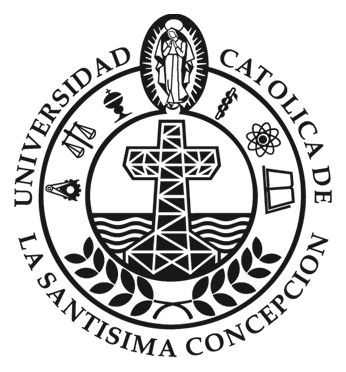 UNIVERSIDAD CATOLICA DE
LA SANTISIMA CONCEPCION